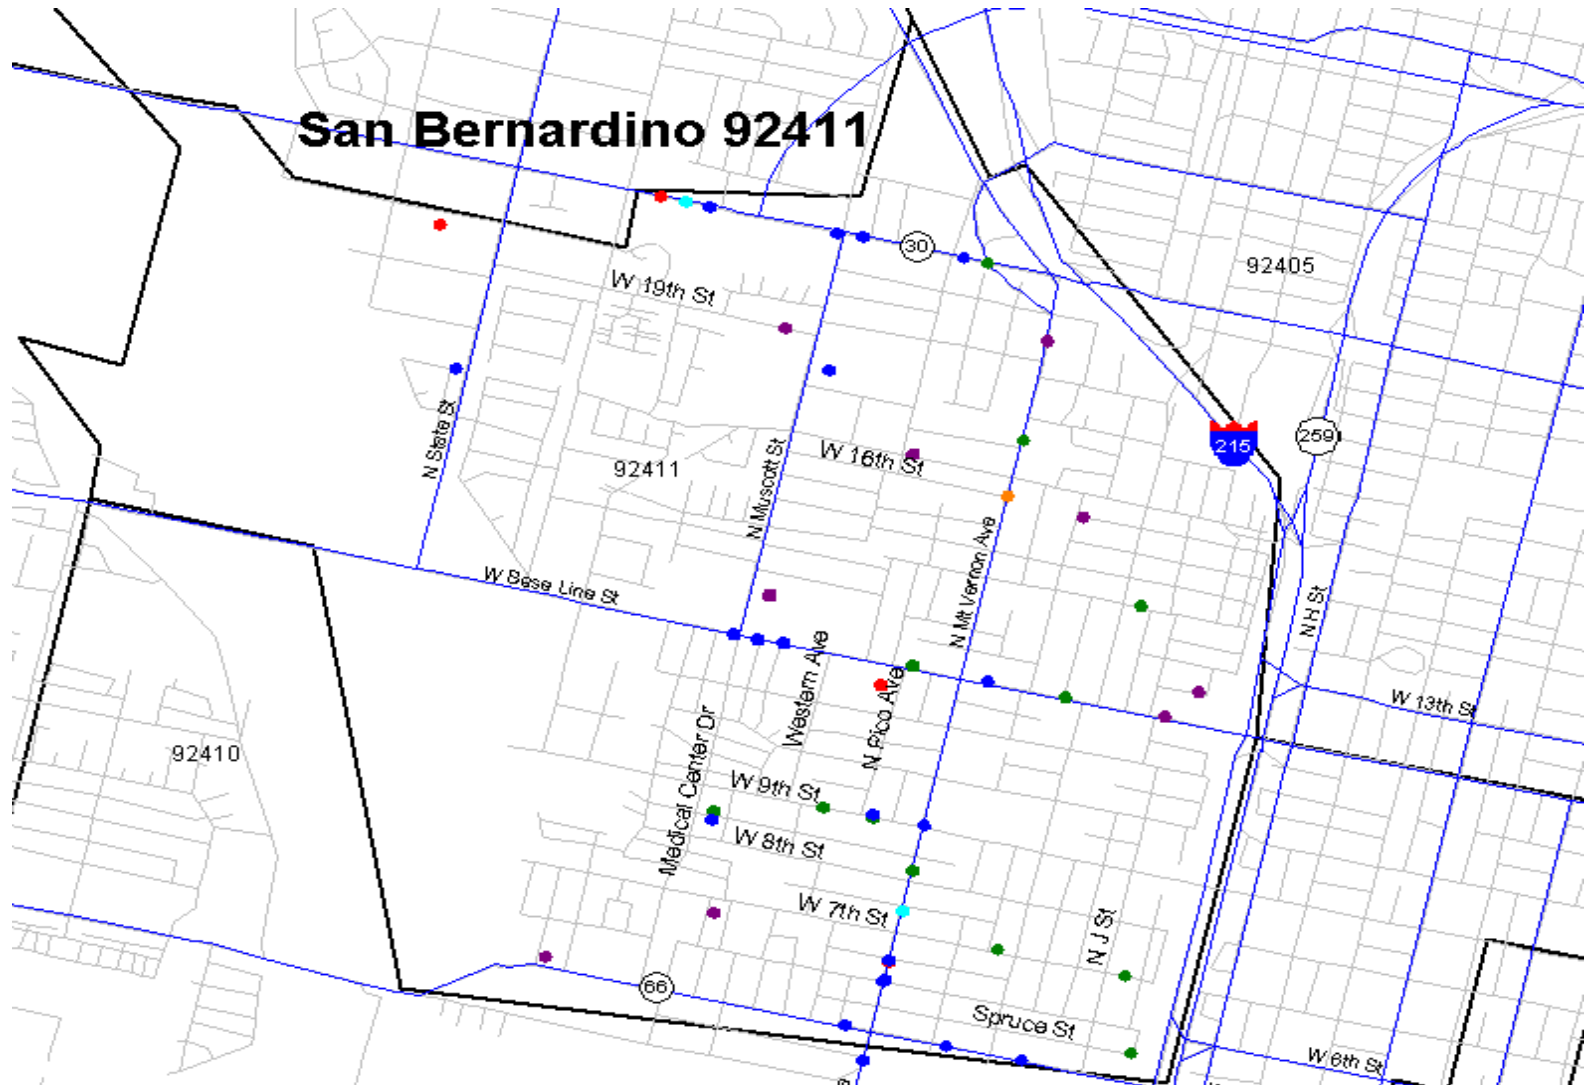 San Bernardino 92411
30
92405
W 19th St
N State St
92411
N Muscott St
W 16th St
215
259
N Mt Vernon Ave
W Base Line St
N H St
Western Ave
N Pico Ave
W 13th St
92410
Medical Center Dr
W 9th St
W 8th St
W 7th St
N J St
66
Spruce St
W 6th St